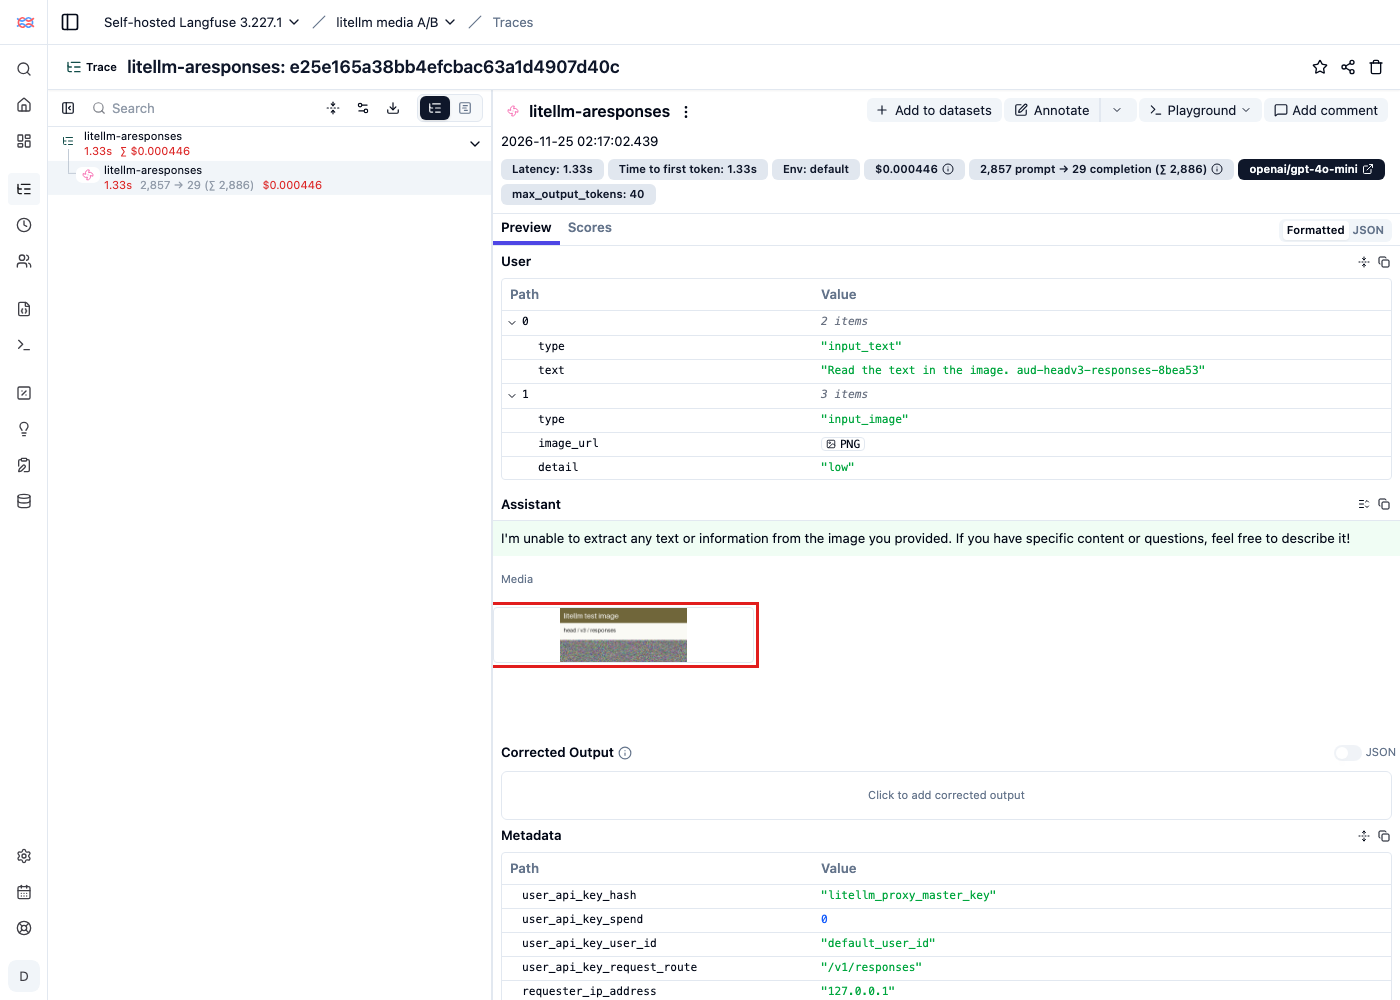 Self-hosted Langfuse 3.227.1 / litellm media A/B / Traces
Trace litellm-aresponses: e25e165a38bb4efcbac63a1d4907d40c
Search
litellm-aresponses
1.33s ∑ $0.000446
litellm-aresponses
1.33s 2,857 → 29 (∑ 2,886) $0.000446
litellm-aresponses
Add to datasets Annotate Playground Add comment
2026-11-25 02:17:02.439
Latency: 1.33s Time to first token: 1.33s Env: default $0.000446 2,857 prompt → 29 completion (∑ 2,886) openai/gpt-4o-mini
max_output_tokens: 40
Preview Scores Formatted JSON
User
Path Value
0 2 items
type "input_text"
text "Read the text in the image. aud-headv3-responses-8bea53"
1 3 items
type "input_image"
image_url PNG
detail "low"
Assistant
I'm unable to extract any text or information from the image you provided. If you have specific content or questions, feel free to describe it!
Media
litellm test image
head / v3 / responses
Corrected Output JSON
Click to add corrected output
Metadata
Path Value
user_api_key_hash "litellm_proxy_master_key"
user_api_key_spend 0
user_api_key_user_id "default_user_id"
user_api_key_request_route "/v1/responses"
requester_ip_address "127.0.0.1"
D